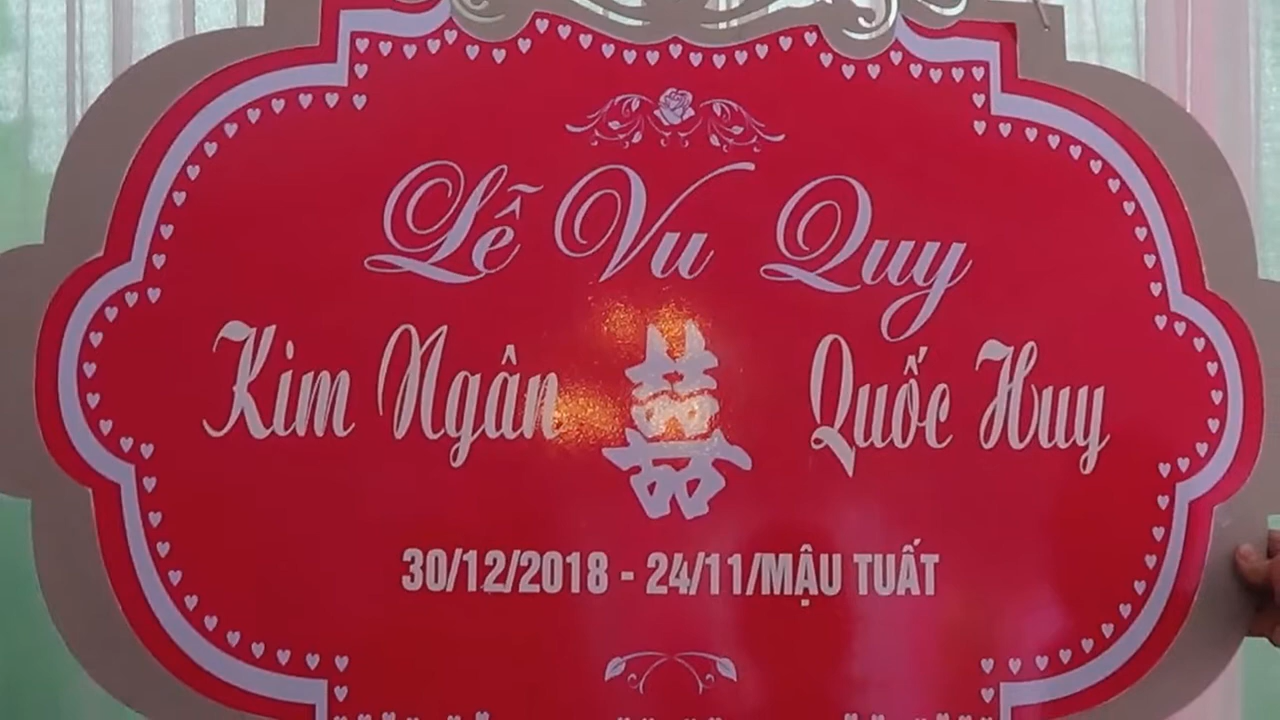 Lễ Vu Quy
Kim Ngân 囍 Quốc Huy
30/12/2018 - 24/11/MẬU TUẤT